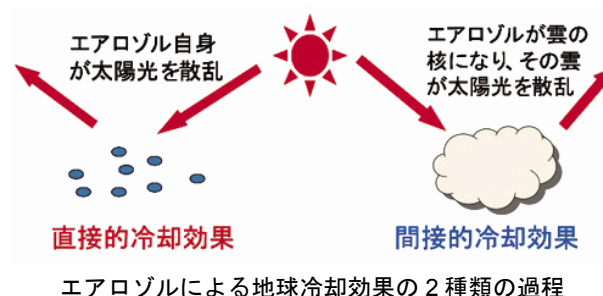 エアロゾル自身
が太陽光を散乱
エアロゾルが雲の
核になり、その雲
が太陽光を散乱
直接的冷却効果
間接的冷却効果
エアロゾルによる地球冷却効果の２種類の過程